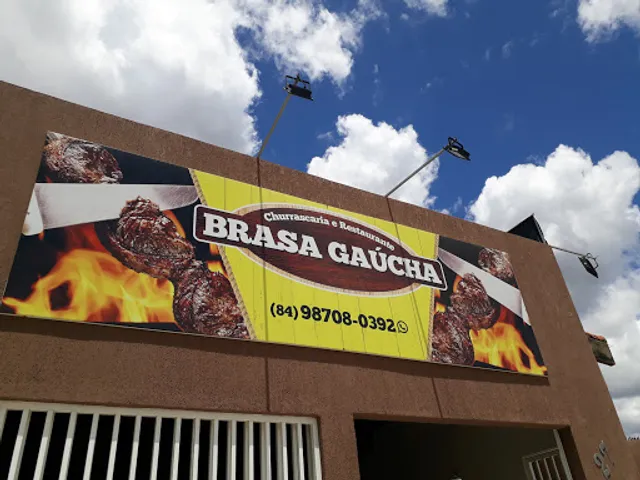 Churrascaria e Restaurante
BRASA GAÚCHA
(84) 98708-0392